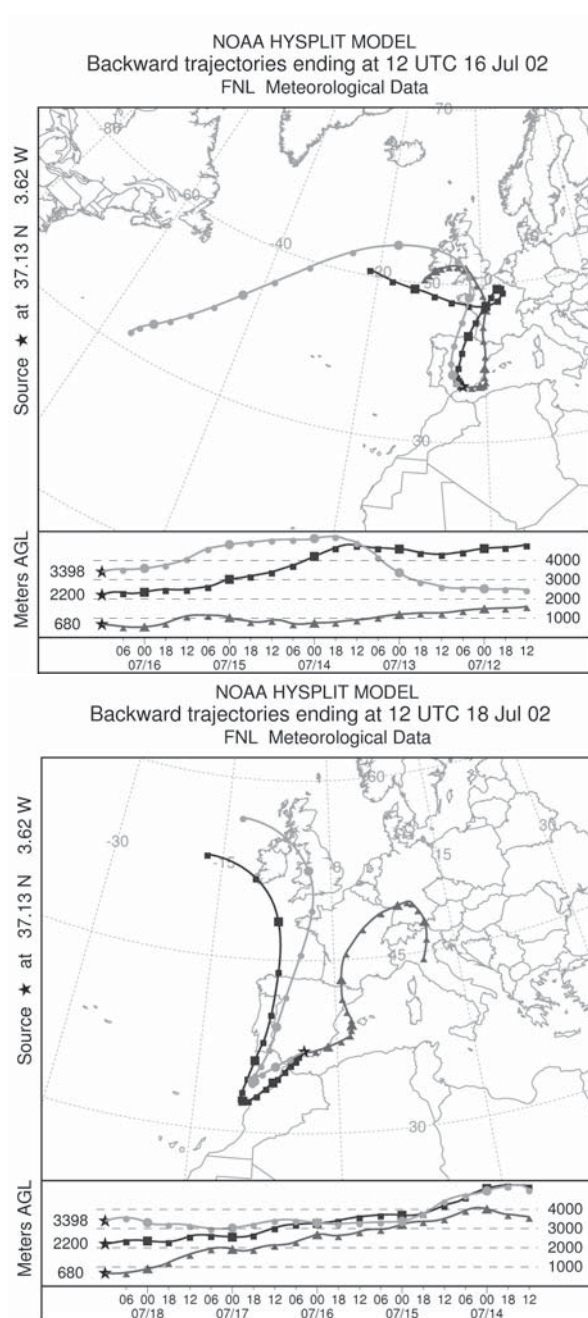 NOAA HYSPLIT MODEL
Backward trajectories ending at 12 UTC 16 Jul 02
FNL Meteorological Data
Source ★ at 37.13 N 3.62 W
70
-80
-60
-40
-20
30
Meters AGL
3398
2200
680
4000
3000
2000
1000
06 00 18 12 06 00 18 12 06 00 18 12 06 00 18 12 06 00 18 12
07/16 07/15 07/14 07/13 07/12
NOAA HYSPLIT MODEL
Backward trajectories ending at 12 UTC 18 Jul 02
FNL Meteorological Data
Source ★ at 37.13 N 3.62 W
60
-30
-15
30
15
45
30
Meters AGL
3398
2200
680
4000
3000
2000
1000
06 00 18 12 06 00 18 12 06 00 18 12 06 00 18 12 06 00 18 12
07/18 07/17 07/16 07/15 07/14